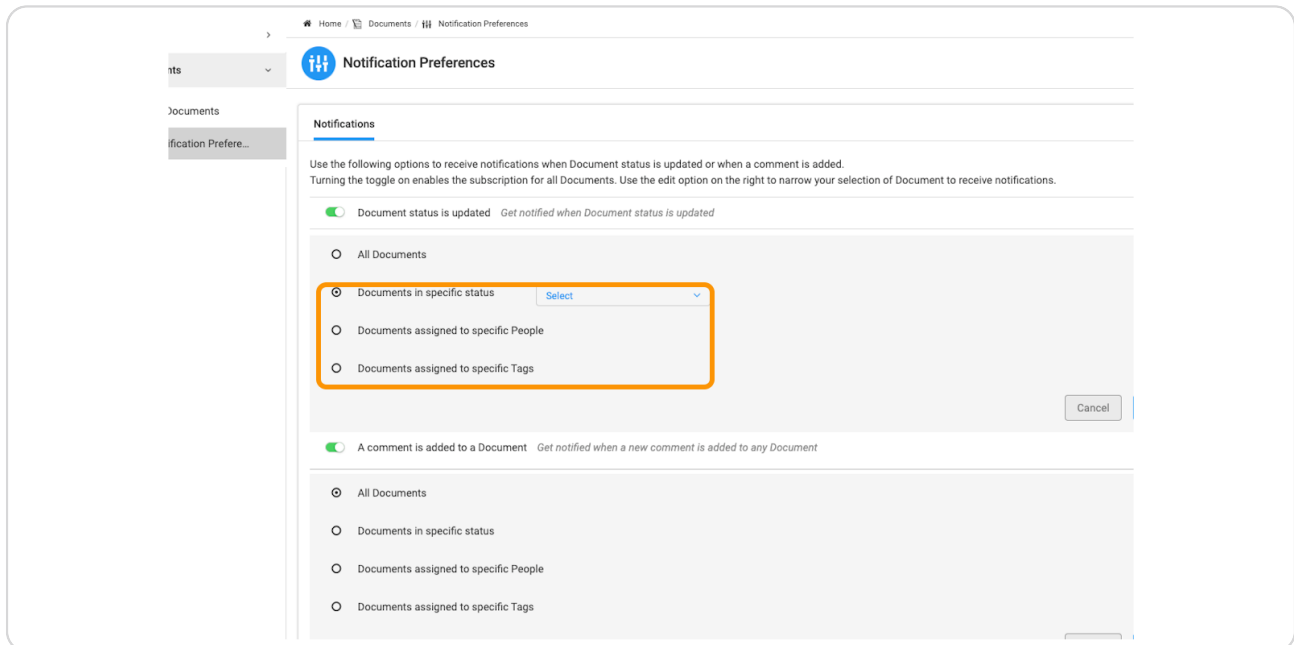 Home / Documents / Notification Preferences
nts
Notification Preferences
Documents
ification Prefere...
Notifications
Use the following options to receive notifications when Document status is updated or when a comment is added.
Turning the toggle on enables the subscription for all Documents. Use the edit option on the right to narrow your selection of Document to receive notifications.
Document status is updated Get notified when Document status is updated
All Documents
Documents in specific status Select
Documents assigned to specific People
Documents assigned to specific Tags
Cancel
A comment is added to a Document Get notified when a new comment is added to any Document
All Documents
Documents in specific status
Documents assigned to specific People
Documents assigned to specific Tags